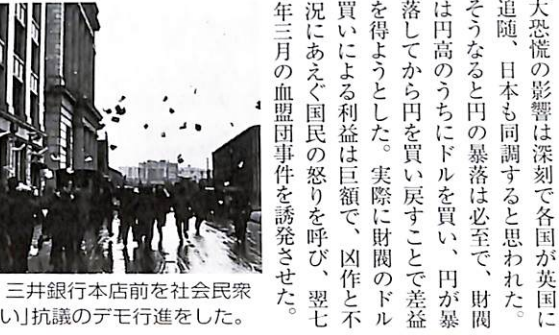 大恐慌の影響は深刻で各国が英国に
追随、日本も同調すると思われた。
そうなると円の暴落は必至で、財閥
は円高のうちにドルを買い、円が暴
落してから円を買い戻すことで差益
を得ようとした。実際に財閥のドル
買いによる利益は巨額で、凶作と不
況にあえぐ国民の怒りを呼び、翌七
年三月の血盟団事件を誘発させた。
三井銀行本店前を社会民衆
い」抗議のデモ行進をした。